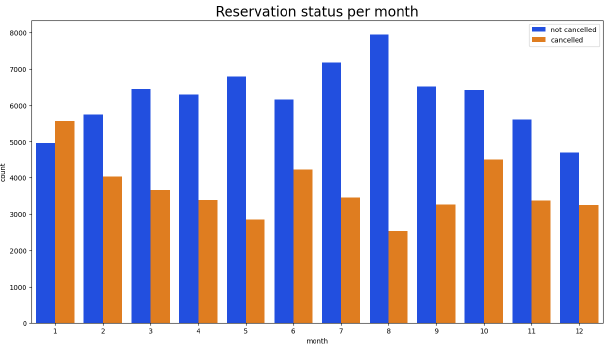 Reservation status per month
not cancelled
cancelled
8000
7000
6000
5000
4000
3000
2000
1000
0
count
1 2 3 4 5 6 7 8 9 10 11 12
month